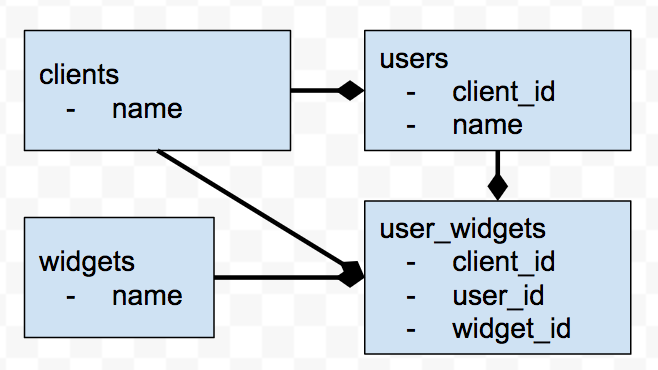 clients
- name
users
- client_id
- name
widgets
- name
user_widgets
- client_id
- user_id
- widget_id